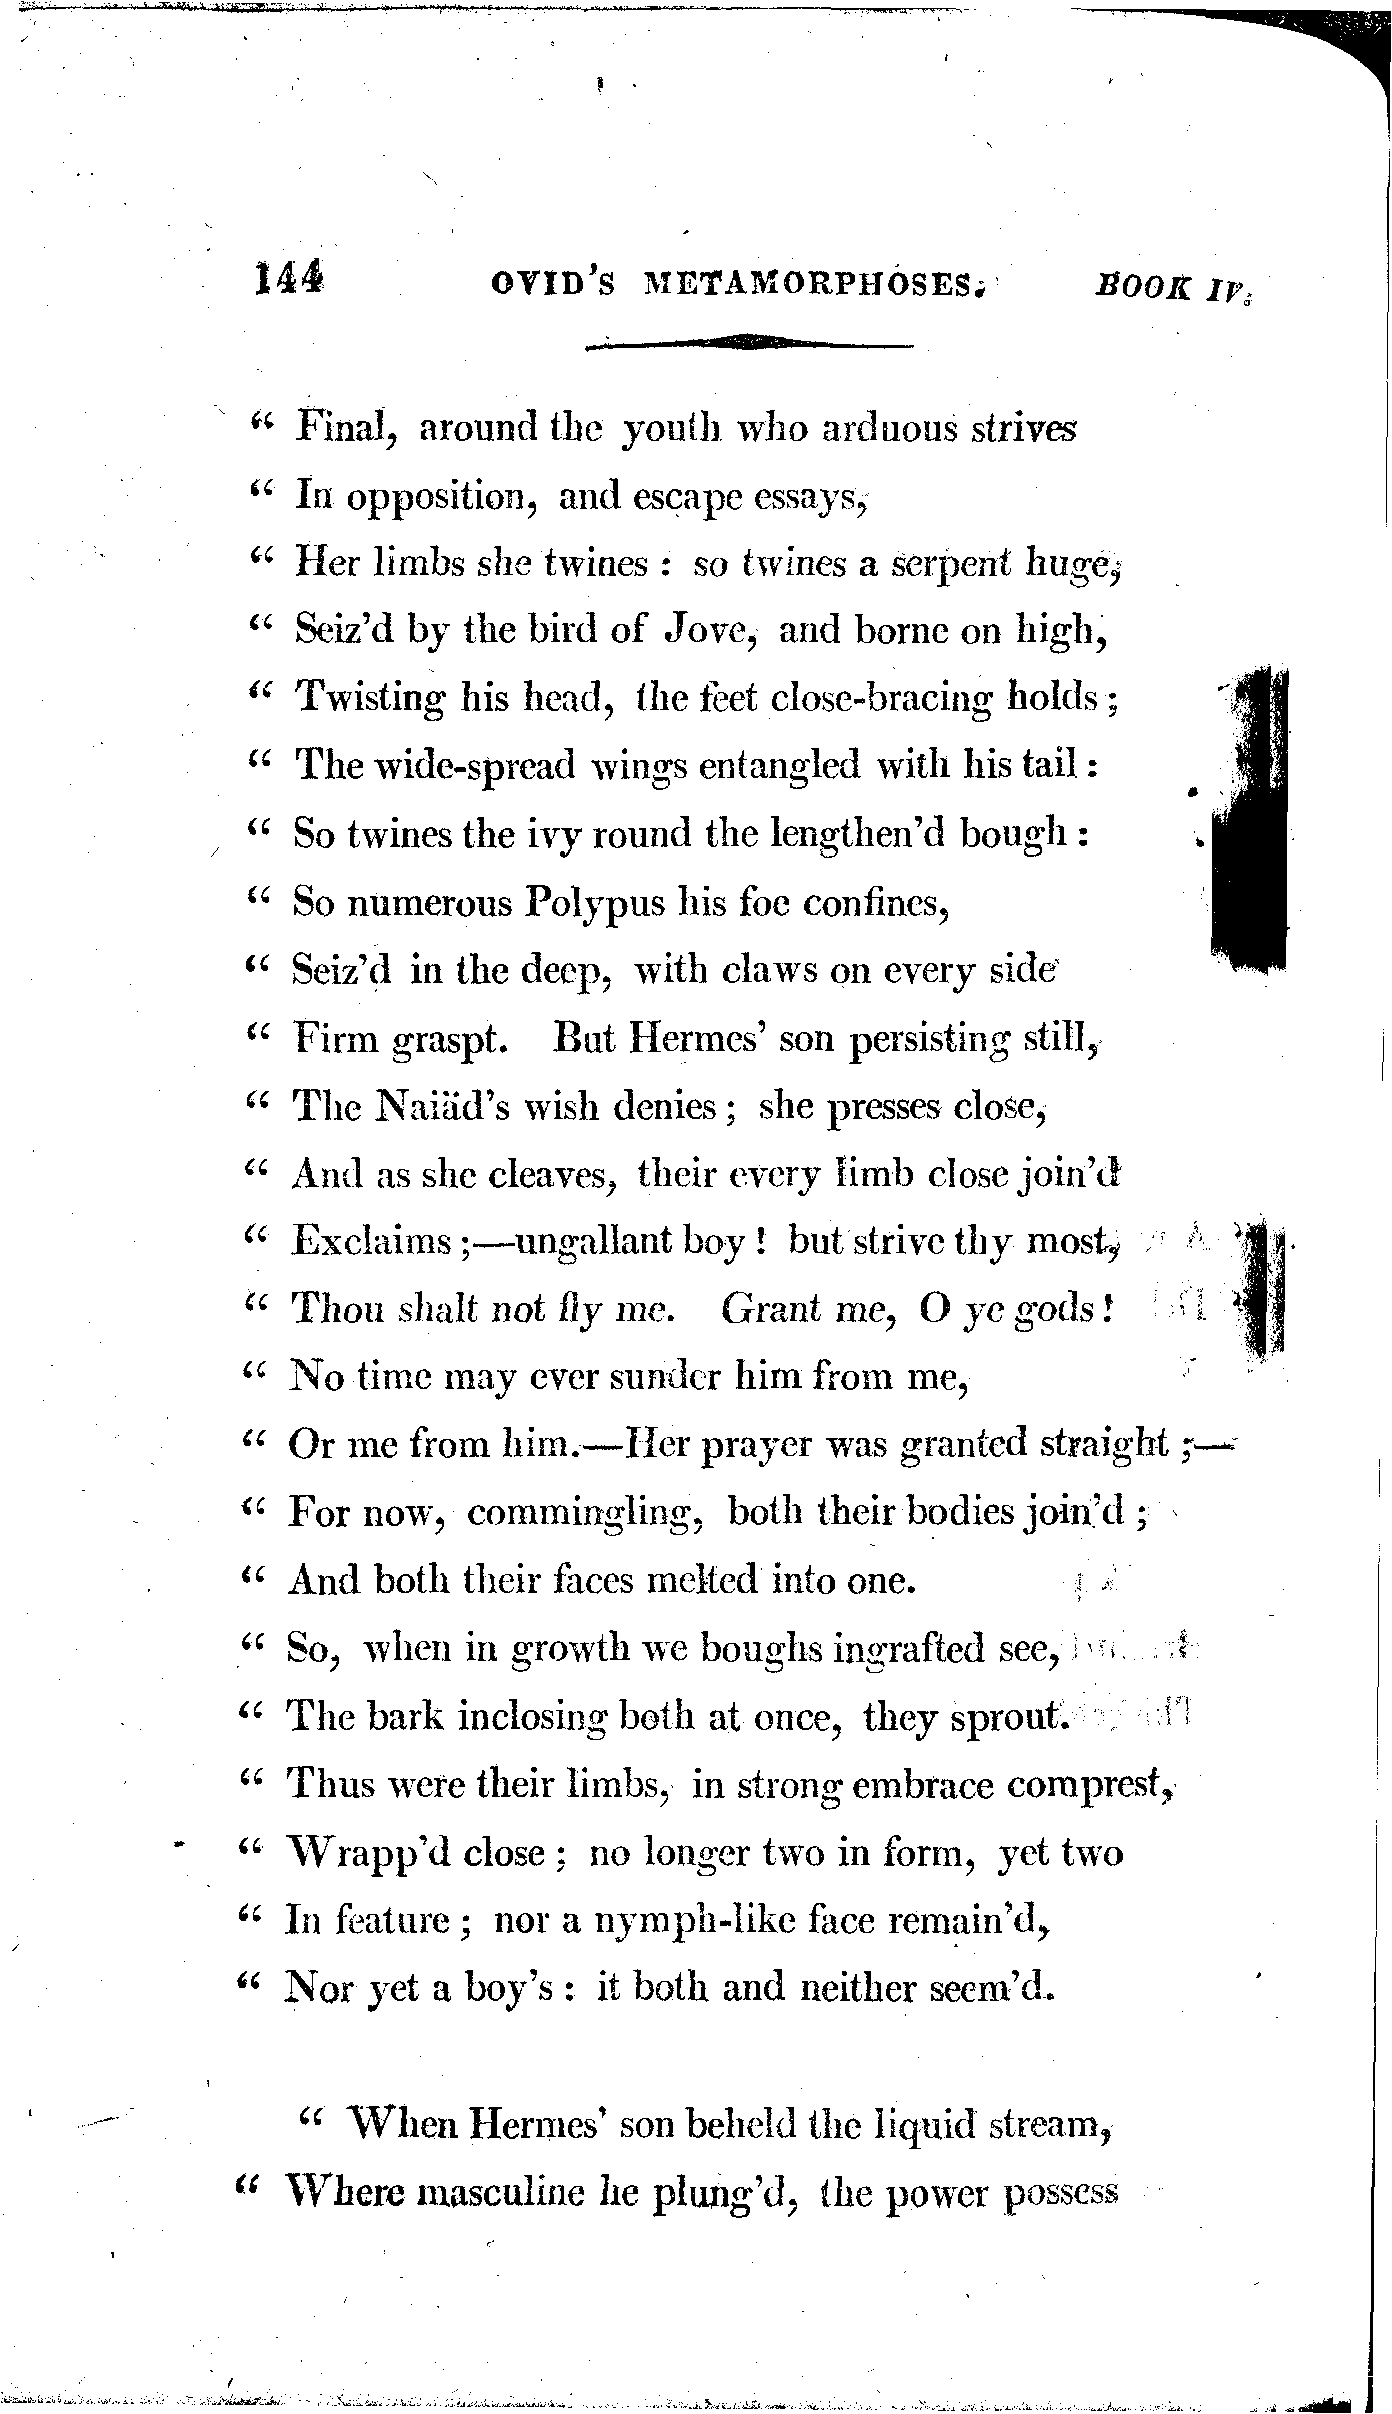 144 OVID'S METAMORPHOSES. BOOK IV.
“ Final, around the youth who arduous strives
“ In opposition, and escape essays,
“ Her limbs she twines : so twines a serpent huge,
“ Seiz'd by the bird of Jove, and borne on high,
“ Twisting his head, the feet close-bracing holds ;
“ The wide-spread wings entangled with his tail :
“ So twines the ivy round the lengthen'd bough :
“ So numerous Polypus his foe confines,
“ Seiz'd in the deep, with claws on every side
“ Firm graspt. But Hermes' son persisting still,
“ The Naiäd's wish denies ; she presses close,
“ And as she cleaves, their every limb close join'd
“ Exclaims ;—ungallant boy ! but strive thy most,
“ Thou shalt not fly me. Grant me, O ye gods !
“ No time may ever sunder him from me,
“ Or me from him.—Her prayer was granted straight ;—
“ For now, commingling, both their bodies join'd ;
“ And both their faces melted into one.
“ So, when in growth we boughs ingrafted see,
“ The bark inclosing both at once, they sprout.
“ Thus were their limbs, in strong embrace comprest,
“ Wrapp'd close ; no longer two in form, yet two
“ In feature ; nor a nymph-like face remain'd,
“ Nor yet a boy's : it both and neither seem'd.
“ When Hermes' son beheld the liquid stream,
“ Where masculine he plung'd, the power possess